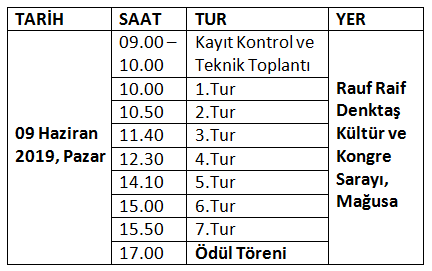 TARİH SAAT TUR YER
09 Haziran
2019, Pazar
09.00 – Kayıt Kontrol ve
10.00 Teknik Toplantı
10.00 1.Tur
10.50 2.Tur
11.40 3.Tur
12.30 4.Tur
14.10 5.Tur
15.00 6.Tur
15.50 7.Tur
17.00 Ödül Töreni
Rauf Raif
Denktaş
Kültür ve
Kongre
Sarayı,
Mağusa